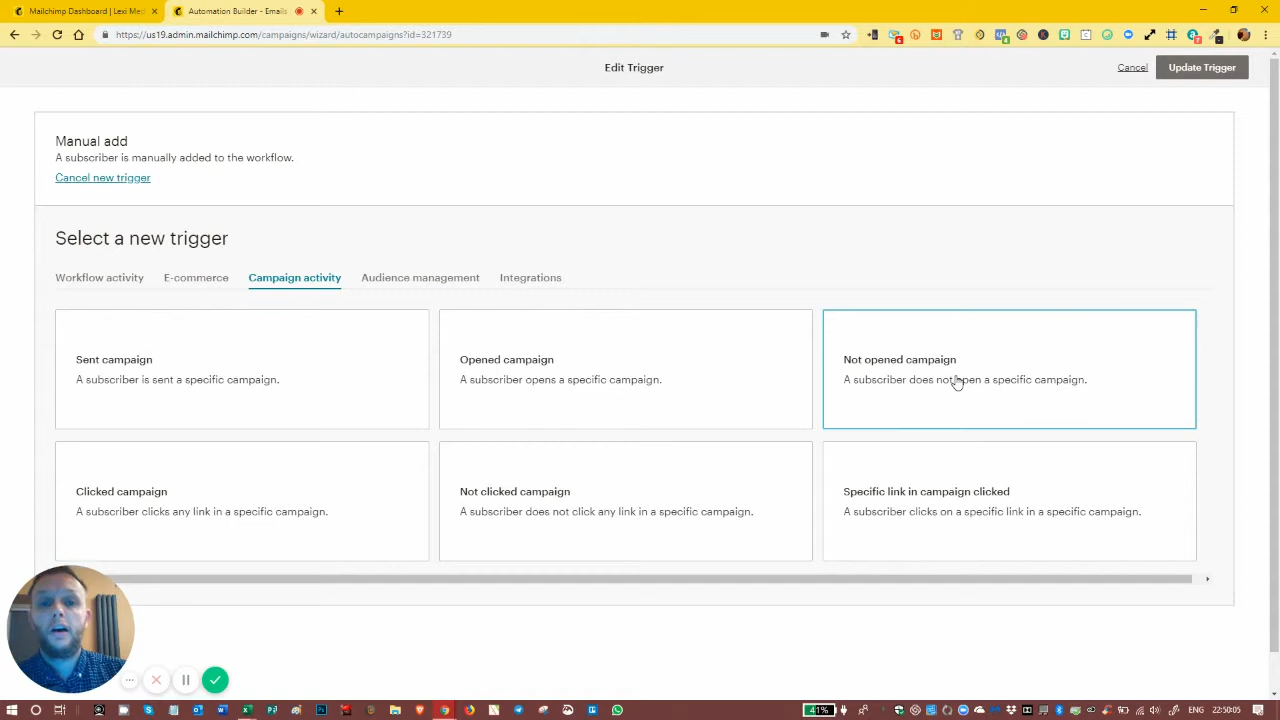 Mailchimp Dashboard | Lexi Med
Automation Builder - Emails
https://us19.admin.mailchimp.com/campaigns/wizard/autocampaigns?id=321739
Edit Trigger
Cancel
Update Trigger
Manual add
A subscriber is manually added to the workflow.
Cancel new trigger
Select a new trigger
Workflow activity
E-commerce
Campaign activity
Audience management
Integrations
Sent campaign
A subscriber is sent a specific campaign.
Opened campaign
A subscriber opens a specific campaign.
Not opened campaign
A subscriber does not open a specific campaign.
Clicked campaign
A subscriber clicks any link in a specific campaign.
Not clicked campaign
A subscriber does not click any link in a specific campaign.
Specific link in campaign clicked
A subscriber clicks on a specific link in a specific campaign.
41%
ENG
20:50:05